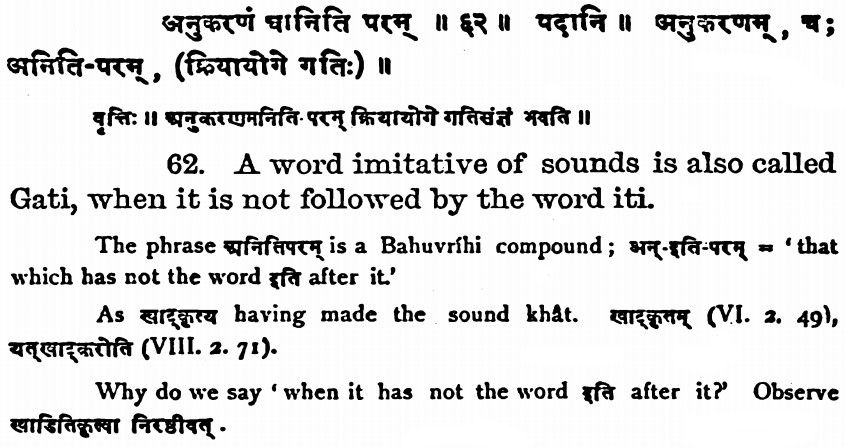 अनुकरणं चानिति परम् ॥ ६२ ॥ पदानि ॥ अनुकरणम्, च;
अनिति-परम्, (क्रियायोगे गतिः) ॥
वृत्तिः ॥ अनुकरणमनिति-परम् क्रियायोगे गतिसंज्ञं भवति ॥
62. A word imitative of sounds is also called
Gati, when it is not followed by the word iti.
The phrase अनितिपरम् is a Bahuvríhi compound; अन्-इति-परम् = 'that
which has not the word इति after it.'
As खाट्कृत्य having made the sound khât. खाट्कृतम् (VI. 2. 49),
यत्खाट्करोति (VIII. 2. 71).
Why do we say 'when it has not the word इति after it?' Observe
खाडितिकृत्वा निरष्ठीवत्.